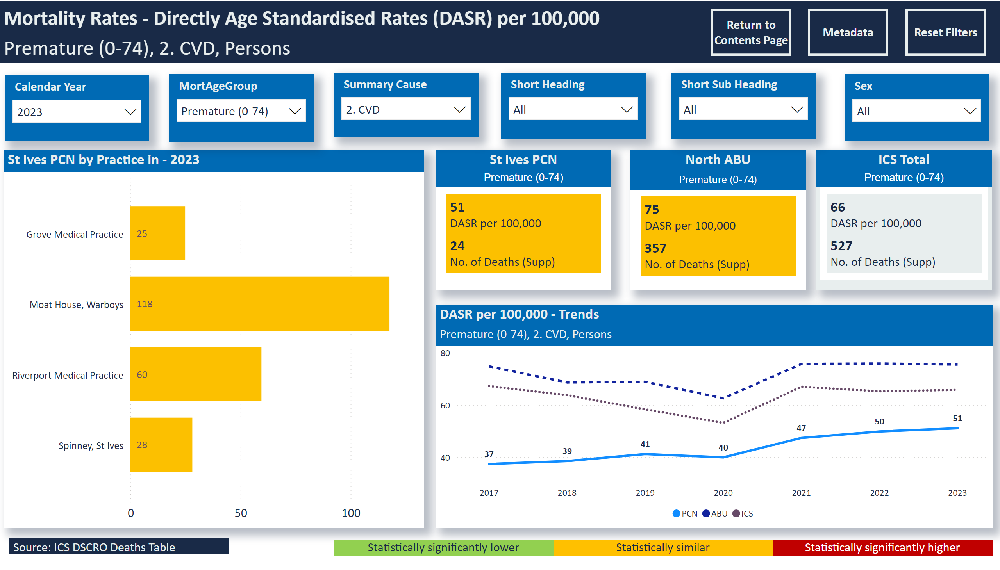 Mortality Rates - Directly Age Standardised Rates (DASR) per 100,000
Premature (0-74), 2. CVD, Persons
Return to
Contents Page
Metadata
Reset Filters
Calendar Year
2023
MortAgeGroup
Premature (0-74)
Summary Cause
2. CVD
Short Heading
All
Short Sub Heading
All
Sex
All
St Ives PCN by Practice in - 2023
Grove Medical Practice
25
Moat House, Warboys
118
Riverport Medical Practice
60
Spinney, St Ives
28
0
50
100
St Ives PCN
Premature (0-74)
51
DASR per 100,000
24
No. of Deaths (Supp)
North ABU
Premature (0-74)
75
DASR per 100,000
357
No. of Deaths (Supp)
ICS Total
Premature (0-74)
66
DASR per 100,000
527
No. of Deaths (Supp)
DASR per 100,000 - Trends
Premature (0-74), 2. CVD, Persons
80
60
40
37
39
41
40
47
50
51
2017
2018
2019
2020
2021
2022
2023
PCN
ABU
ICS
Source: ICS DSCRO Deaths Table
Statistically significantly lower
Statistically similar
Statistically significantly higher